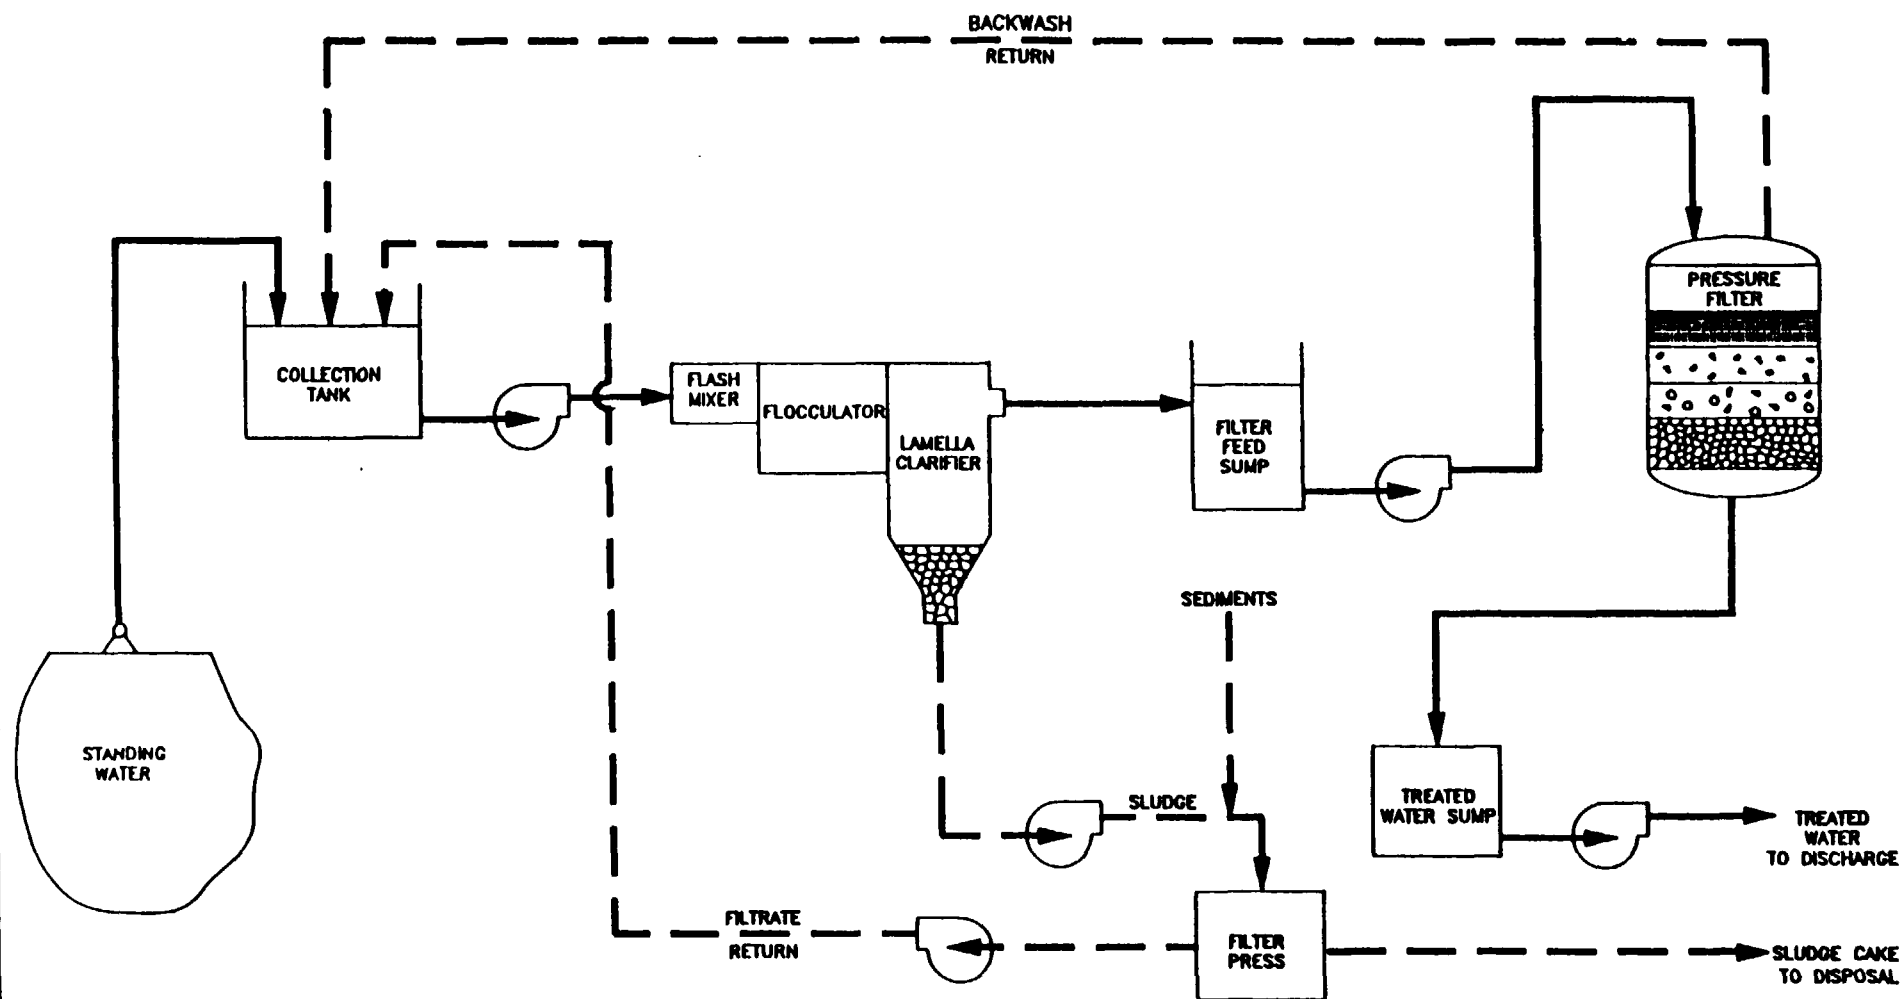 BACKWASH
RETURN
PRESSURE
FILTER
COLLECTION
TANK
FLASH
MIXER
FLOCCULATOR
LAMELLA
CLARIFIER
FILTER
FEED
SUMP
SEDIMENTS
STANDING
WATER
SLUDGE
TREATED
WATER SUMP
TREATED
WATER
TO DISCHARGE
FILTRATE
RETURN
FILTER
PRESS
SLUDGE CAKE
TO DISPOSAL